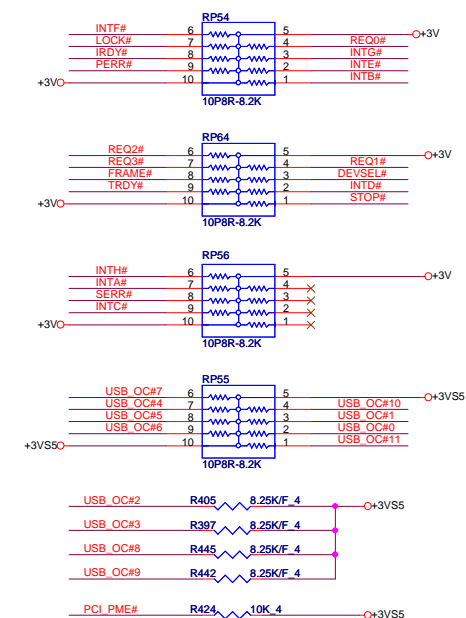 RP54
INTF# 6 5 +3V
LOCK# 7 4 REQ0#
IRDY# 8 3 INTG#
PERR# 9 2 INTE#
+3V 10 1 INTB#
10P8R-8.2K
RP64
REQ2# 6 5 +3V
REQ3# 7 4 REQ1#
FRAME# 8 3 DEVSEL#
TRDY# 9 2 INTD#
+3V 10 1 STOP#
10P8R-8.2K
RP56
INTH# 6 5 +3V
INTA# 7 4
SERR# 8 3
INTC# 9 2
+3V 10 1
10P8R-8.2K
RP55
USB_OC#7 6 5 +3VS5
USB_OC#4 7 4 USB_OC#10
USB_OC#5 8 3 USB_OC#1
USB_OC#6 9 2 USB_OC#0
+3VS5 10 1 USB_OC#11
10P8R-8.2K
USB_OC#2 R405 8.25K/F_4 +3VS5
USB_OC#3 R397 8.25K/F_4
USB_OC#8 R445 8.25K/F_4
USB_OC#9 R442 8.25K/F_4
PCI_PME# R424 10K_4 +3VS5